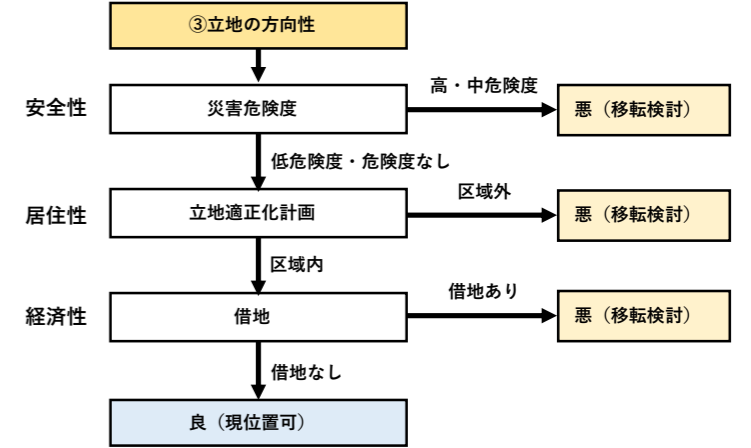 ③立地の方向性
安全性
災害危険度
高・中危険度
悪（移転検討）
低危険度・危険度なし
居住性
立地適正化計画
区域外
悪（移転検討）
区域内
経済性
借地
借地あり
悪（移転検討）
借地なし
良（現位置可）